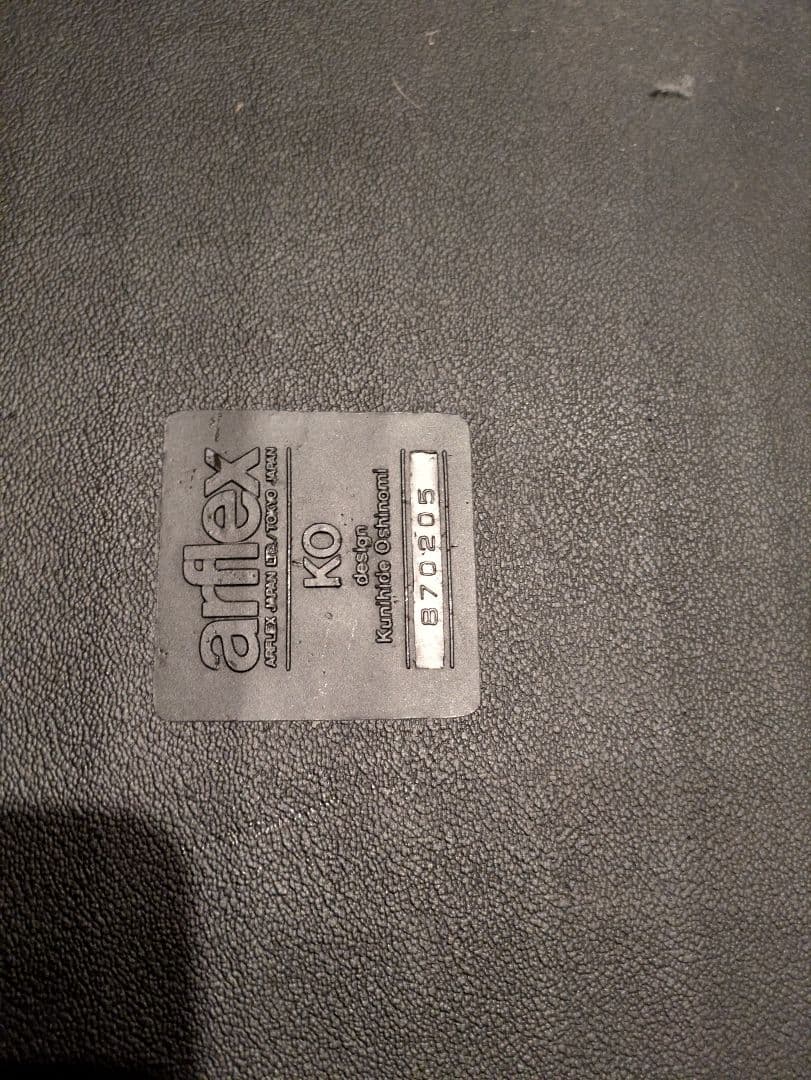 arflex
ARFLEX JAPAN LTD./TOKYO JAPAN
KO
design
Kunihide Oshinomi
870205